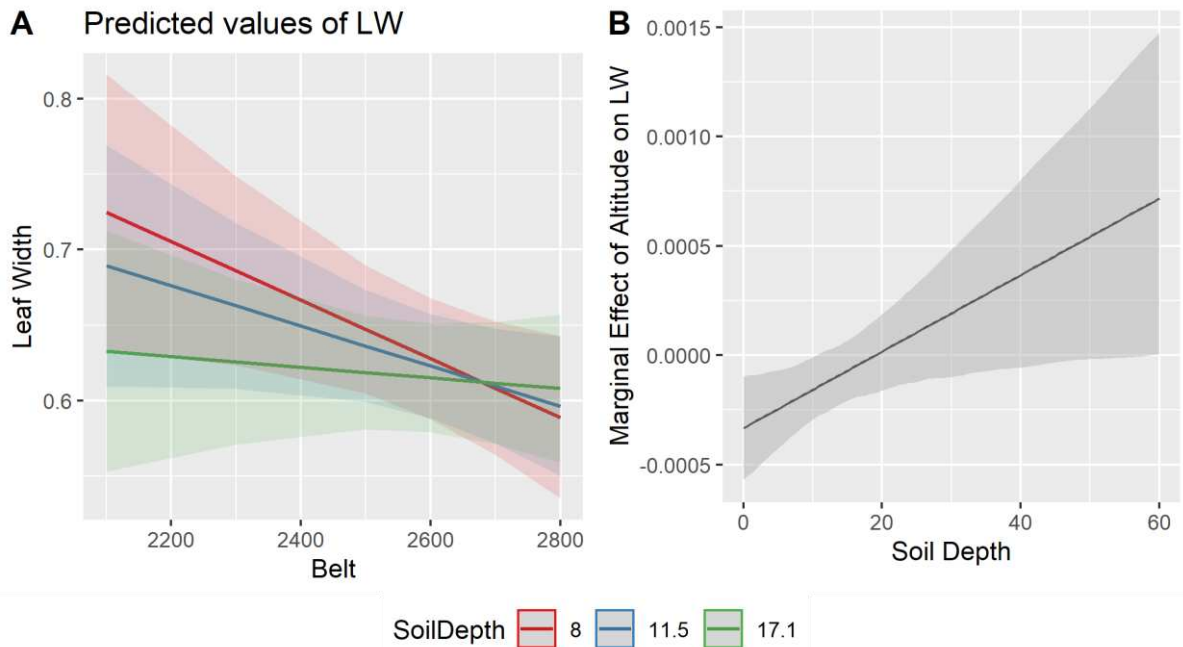 A Predicted values of LW
0.8
0.7
0.6
Leaf Width
2200 2400 2600 2800
Belt
B
0.0015
0.0010
0.0005
0.0000
-0.0005
Marginal Effect of Altitude on LW
0 20 40 60
Soil Depth
SoilDepth 8 11.5 17.1